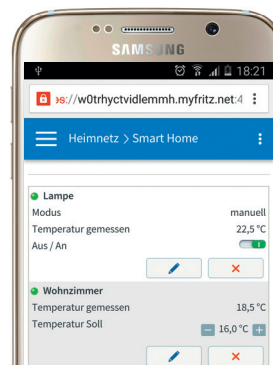 SAMSUNG
18:21
os://w0trhyctvidlemmh.myfritz.net:4
Heimnetz > Smart Home
Lampe
Modus manuell
Temperatur gemessen 22,5 °C
Aus / An
Wohnzimmer
Temperatur gemessen 18,5 °C
Temperatur Soll 16,0 °C